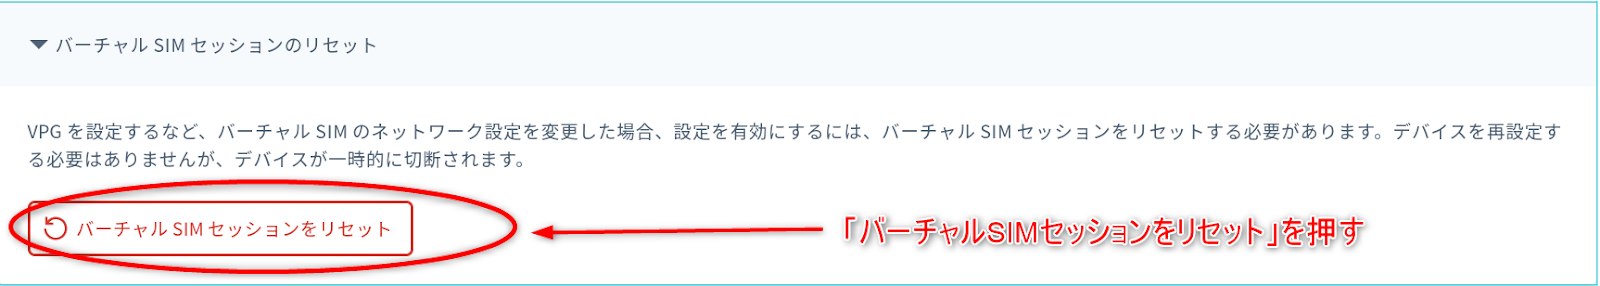 バーチャル SIM セッションのリセット
VPG を設定するなど、バーチャル SIM のネットワーク設定を変更した場合、設定を有効にするには、バーチャル SIM セッションをリセットする必要があります。デバイスを再設定す
る必要はありませんが、デバイスが一時的に切断されます。
バーチャル SIM セッションをリセット
「バーチャルSIMセッションをリセット」を押す